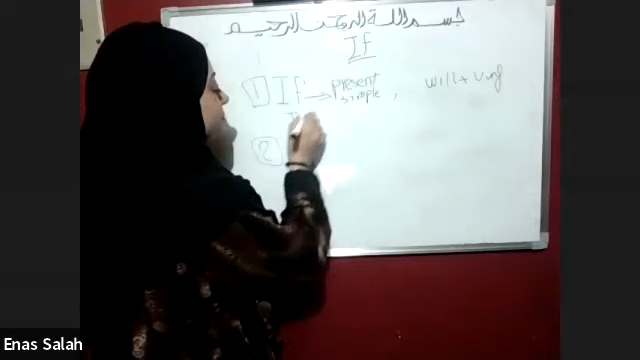 بسم الله الرحمن الرحيم
If
1 If → present simple , will + v.inf
2
Enas Salah